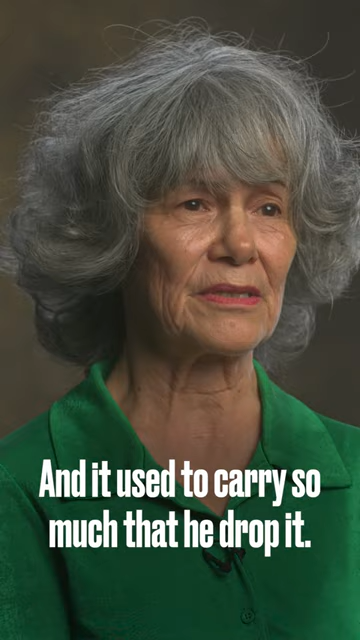 And it used to carry so
much that he drop it.